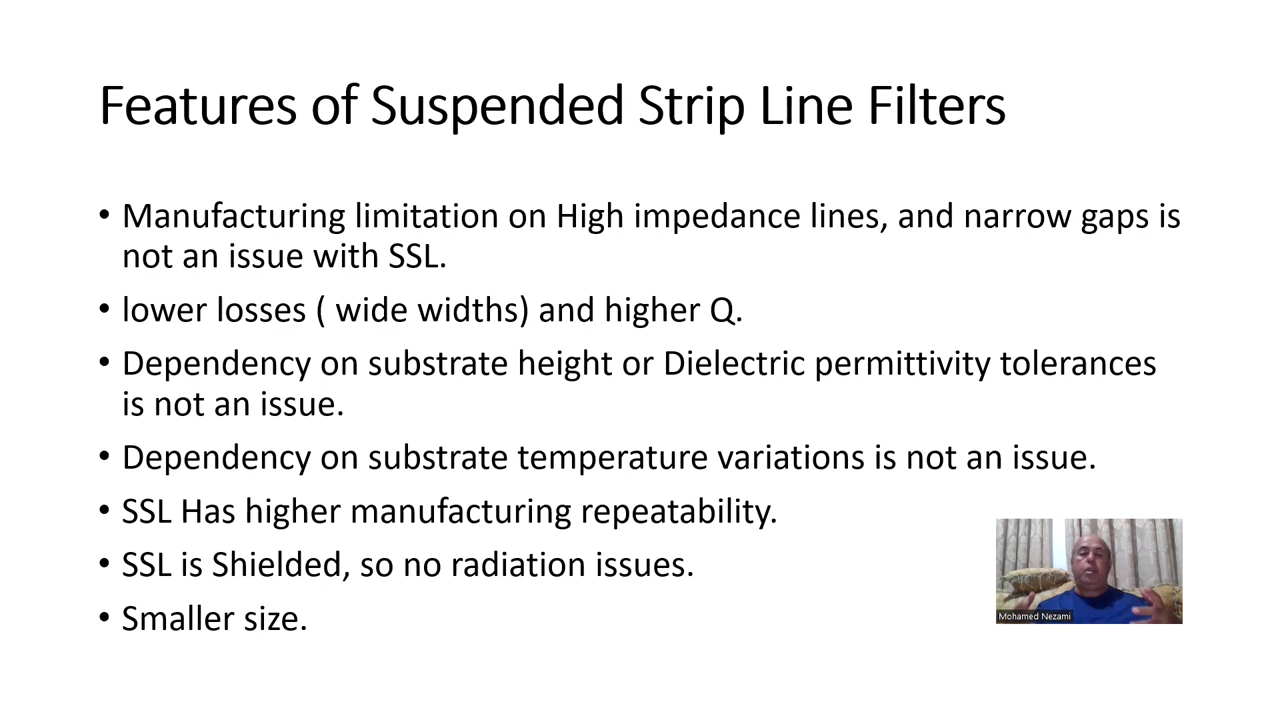 Features of Suspended Strip Line Filters
• Manufacturing limitation on High impedance lines, and narrow gaps is
not an issue with SSL.
• lower losses ( wide widths) and higher Q.
• Dependency on substrate height or Dielectric permittivity tolerances
is not an issue.
• Dependency on substrate temperature variations is not an issue.
• SSL Has higher manufacturing repeatability.
• SSL is Shielded, so no radiation issues.
• Smaller size.
Mohamed Nezami